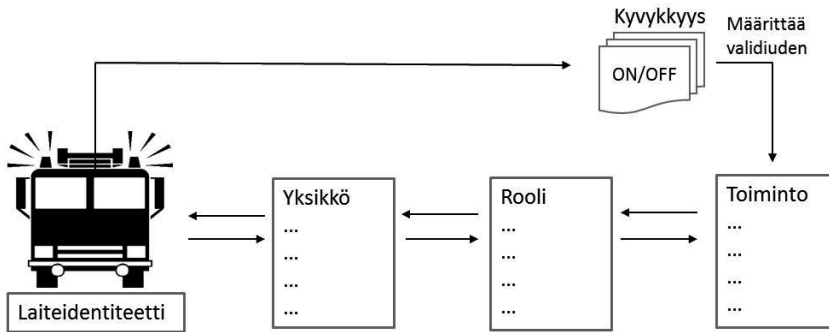 Kyvykkyys
ON/OFF
Määrittää
validiuden
Laiteidentiteetti
Yksikkö
...
...
...
...
Rooli
...
...
...
...
Toiminto
...
...
...
...